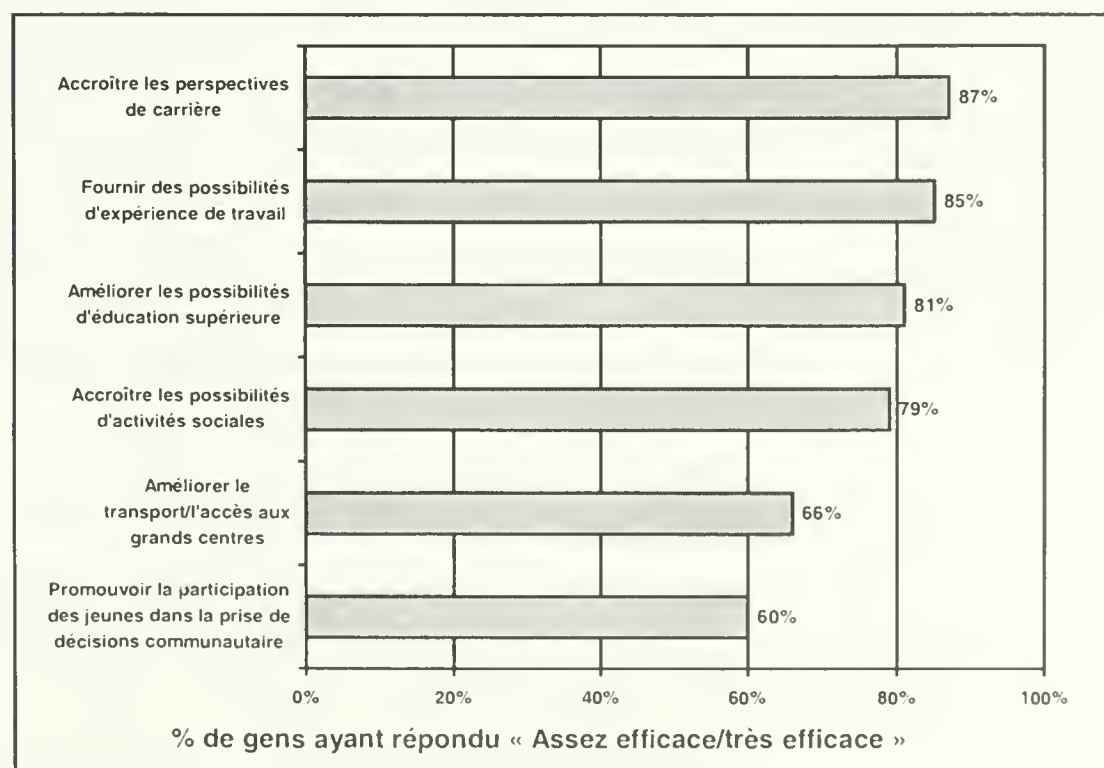 Accroître les perspectives
de carrière
87%
Fournir des possibilités
d'expérience de travail
85%
Améliorer les possibilités
d'éducation supérieure
81%
Accroître les possibilités
d'activités sociales
79%
Améliorer le
transport/l'accès aux
grands centres
66%
Promouvoir la participation
des jeunes dans la prise de
décisions communautaire
60%
0% 20% 40% 60% 80% 100%
% de gens ayant répondu « Assez efficace/très efficace »